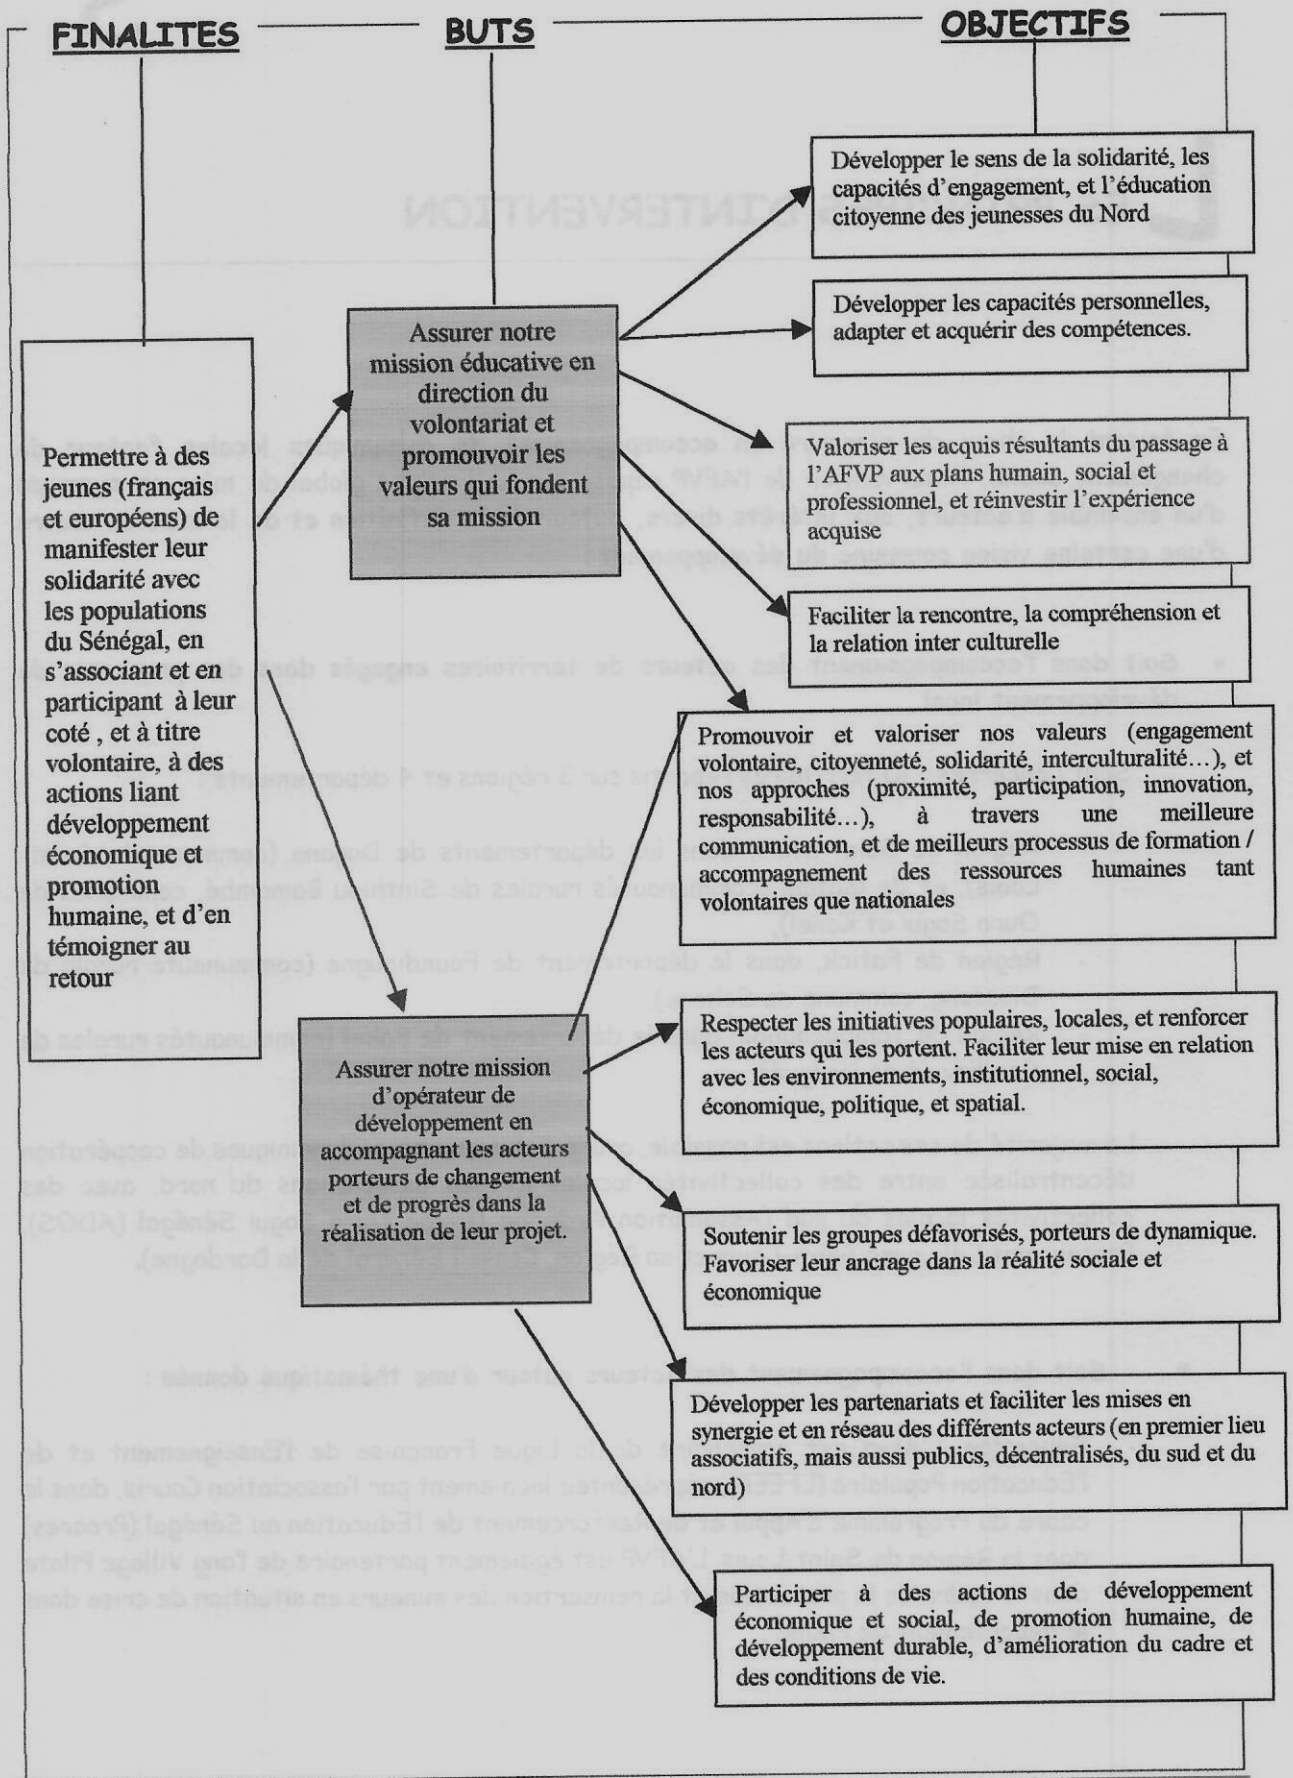 FINALITES
BUTS
OBJECTIFS
Permettre à des
jeunes (français
et européens) de
manifester leur
solidarité avec
les populations
du Sénégal, en
s'associant et en
participant à leur
coté , et à titre
volontaire, à des
actions liant
développement
économique et
promotion
humaine, et d'en
témoigner au
retour
Assurer notre
mission éducative en
direction du
volontariat et
promouvoir les
valeurs qui fondent
sa mission
Assurer notre mission
d'opérateur de
développement en
accompagnant les acteurs
porteurs de changement
et de progrès dans la
réalisation de leur projet.
Développer le sens de la solidarité, les
capacités d'engagement, et l'éducation
citoyenne des jeunesses du Nord
Développer les capacités personnelles,
adapter et acquérir des compétences.
Valoriser les acquis résultants du passage à
l'AFVP aux plans humain, social et
professionnel, et réinvestir l'expérience
acquise
Faciliter la rencontre, la compréhension et
la relation inter culturelle
Promouvoir et valoriser nos valeurs (engagement
volontaire, citoyenneté, solidarité, interculturalité…), et
nos approches (proximité, participation, innovation,
responsabilité…), à travers une meilleure
communication, et de meilleurs processus de formation /
accompagnement des ressources humaines tant
volontaires que nationales
Respecter les initiatives populaires, locales, et renforcer
les acteurs qui les portent. Faciliter leur mise en relation
avec les environnements, institutionnel, social,
économique, politique, et spatial.
Soutenir les groupes défavorisés, porteurs de dynamique.
Favoriser leur ancrage dans la réalité sociale et
économique
Développer les partenariats et faciliter les mises en
synergie et en réseau des différents acteurs (en premier lieu
associatifs, mais aussi publics, décentralisés, du sud et du
nord)
Participer à des actions de développement
économique et social, de promotion humaine, de
développement durable, d'amélioration du cadre et
des conditions de vie.